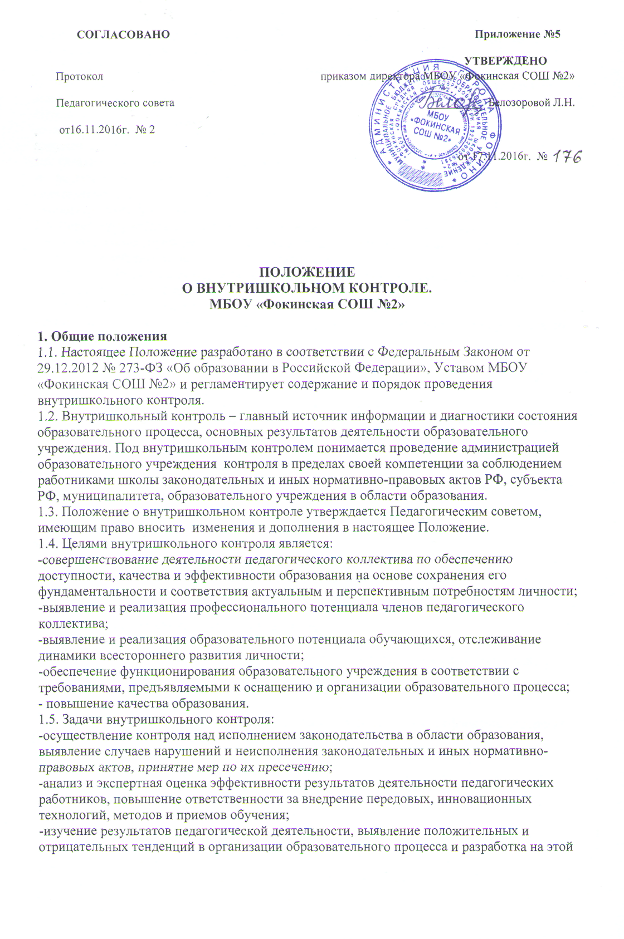 СОГЛАСОВАНО Приложение №5
УТВЕРЖДЕНО
Протокол приказом директора МБОУ «Фокинская СОШ №2»
Педагогического совета Белозоровой Л.Н.
от16.11.2016г. № 2
от 17.11.2016г. № 176
МБОУ
«ФОКИНСКАЯ
СОШ №2»
ПОЛОЖЕНИЕ
О ВНУТРИШКОЛЬНОМ КОНТРОЛЕ.
МБОУ «Фокинская СОШ №2»
1. Общие положения
1.1. Настоящее Положение разработано в соответствии с Федеральным Законом от
29.12.2012 № 273-ФЗ «Об образовании в Российской Федерации», Уставом МБОУ
«Фокинская СОШ №2» и регламентирует содержание и порядок проведения
внутришкольного контроля.
1.2. Внутришкольный контроль – главный источник информации и диагностики состояния
образовательного процесса, основных результатов деятельности образовательного
учреждения. Под внутришкольным контролем понимается проведение администрацией
образовательного учреждения контроля в пределах своей компетенции за соблюдением
работниками школы законодательных и иных нормативно-правовых актов РФ, субъекта
РФ, муниципалитета, образовательного учреждения в области образования.
1.3. Положение о внутришкольном контроле утверждается Педагогическим советом,
имеющим право вносить изменения и дополнения в настоящее Положение.
1.4. Целями внутришкольного контроля является:
-совершенствование деятельности педагогического коллектива по обеспечению
доступности, качества и эффективности образования на основе сохранения его
фундаментальности и соответствия актуальным и перспективным потребностям личности;
-выявление и реализация профессионального потенциала членов педагогического
коллектива;
-выявление и реализация образовательного потенциала обучающихся, отслеживание
динамики всестороннего развития личности;
-обеспечение функционирования образовательного учреждения в соответствии с
требованиями, предъявляемыми к оснащению и организации образовательного процесса;
- повышение качества образования.
1.5. Задачи внутришкольного контроля:
-осуществление контроля над исполнением законодательства в области образования,
выявление случаев нарушений и неисполнения законодательных и иных нормативно-
правовых актов, принятие мер по их пресечению;
-анализ и экспертная оценка эффективности результатов деятельности педагогических
работников, повышение ответственности за внедрение передовых, инновационных
технологий, методов и приемов обучения;
-изучение результатов педагогической деятельности, выявление положительных и
отрицательных тенденций в организации образовательного процесса и разработка на этой